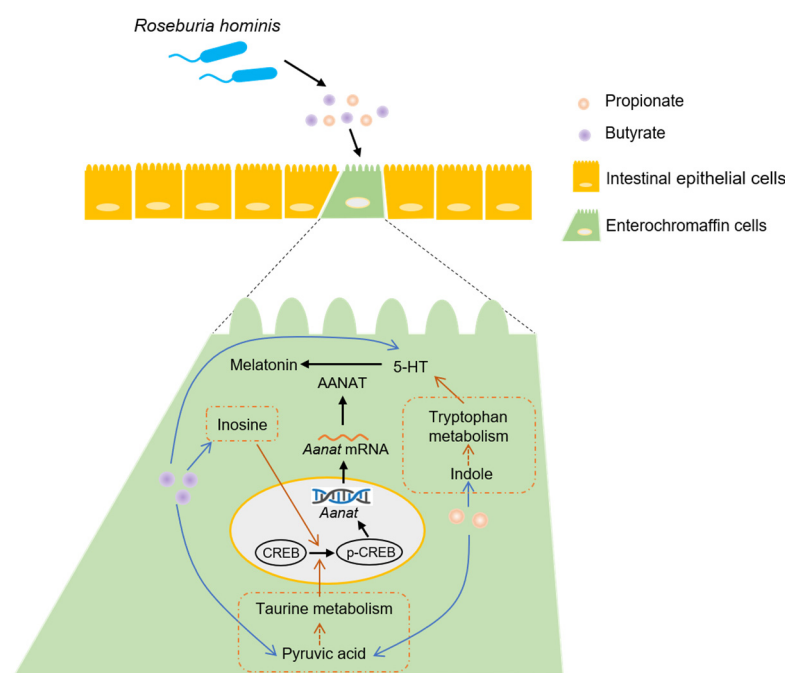 Roseburia hominis
Propionate
Butyrate
Intestinal epithelial cells
Enterochromaffin cells
Melatonin
5-HT
AANAT
Inosine
Tryptophan
metabolism
Aanat mRNA
Indole
Aanat
CREB
p-CREB
Taurine metabolism
Pyruvic acid